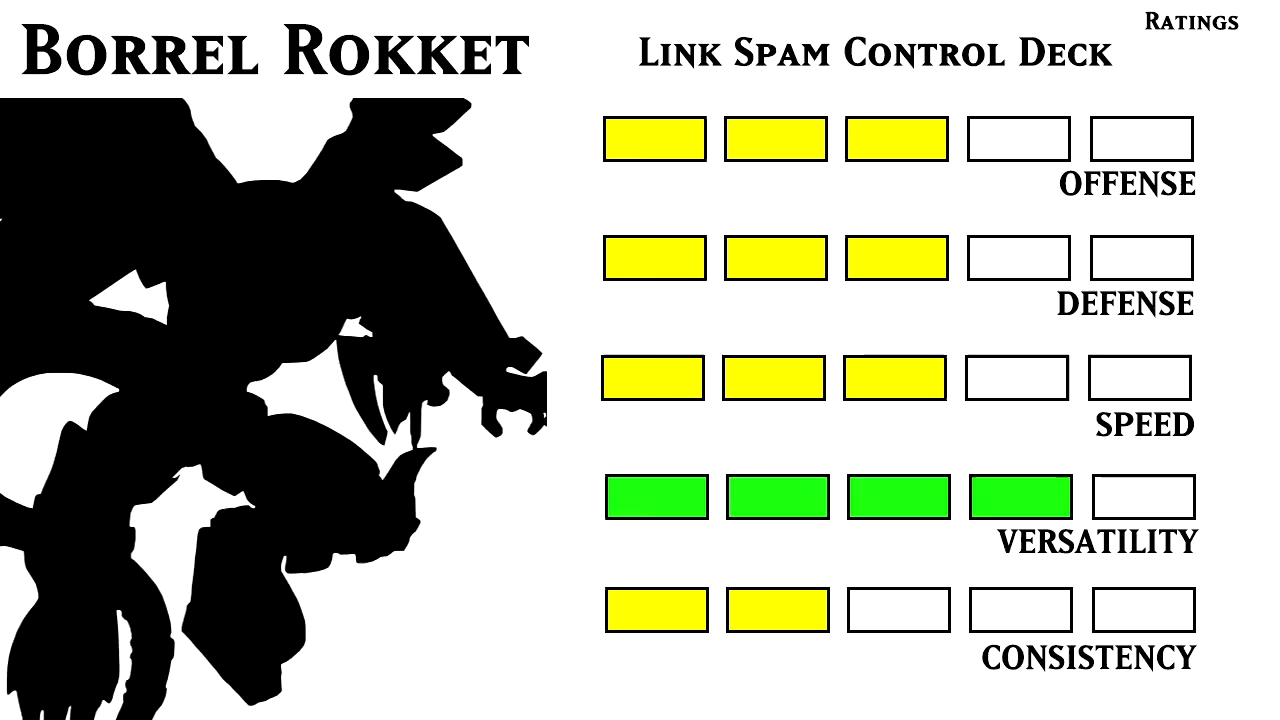 Borrel Rokket
Ratings
Link Spam Control Deck
OFFENSE
DEFENSE
SPEED
VERSATILITY
CONSISTENCY